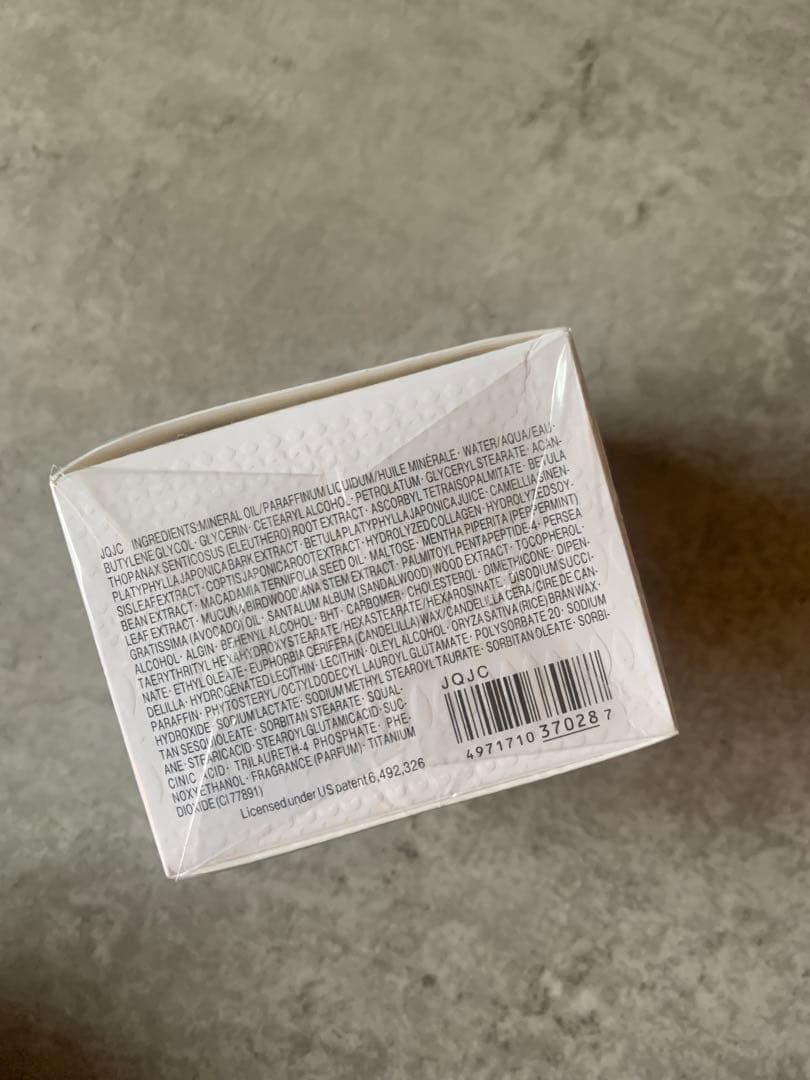 JQJC INGREDIENTS:MINERAL OIL/PARAFFINUM LIQUIDUM/HUILE MINÉRALE· WATER/AQUA/EAU·
BUTYLENE GLYCOL· GLYCERIN· CETEARYL ALCOHOL· PETROLATUM· GLYCERYL STEARATE· ACAN-
THOPANAX SENTICOSUS (ELEUTHERO) ROOT EXTRACT· ASCORBYL TETRAISOPALMITATE· BETULA
PLATYPHYLLA JAPONICA BARK EXTRACT· BETULA PLATYPHYLLA JAPONICA JUICE· CAMELLIA SINEN-
SIS LEAF EXTRACT· COPTIS JAPONICA ROOT EXTRACT· HYDROLYZED COLLAGEN· HYDROLYZED SOY-
BEAN EXTRACT· MACADAMIA TERNIFOLIA SEED OIL· MALTOSE· MENTHA PIPERITA (PEPPERMINT)
LEAF EXTRACT· MUCUNA BIRDWOODIANA STEM EXTRACT· PALMITOYL PENTAPEPTIDE-4· PERSEA
GRATISSIMA (AVOCADO) OIL· SANTALUM ALBUM (SANDALWOOD) WOOD EXTRACT· TOCOPHEROL·
ALCOHOL· ALGIN· BEHENYL ALCOHOL· BHT· CARBOMER· CHOLESTEROL· DIMETHICONE· DIPEN-
TAERYTHRITYL HEXAHYDROXYSTEARATE/HEXASTEARATE/HEXAROSINATE· DISODIUM SUCCI-
NATE· ETHYL OLEATE· EUPHORBIA CERIFERA (CANDELILLA) WAX/CANDELILLA CERA/CIRE DE CAN-
DELILLA· HYDROGENATED LECITHIN· LECITHIN· OLEYL ALCOHOL· ORYZA SATIVA (RICE) BRAN WAX·
PARAFFIN· PHYTOSTERYL/OCTYLDODECYL LAUROYL GLUTAMATE· POLYSORBATE 20· SODIUM
HYDROXIDE· SODIUM LACTATE· SODIUM METHYL STEAROYL TAURATE· SORBITAN OLEATE· SORBI-
TAN SESQUIOLEATE· SORBITAN STEARATE· SQUAL-
ANE· STEARIC ACID· STEAROYL GLUTAMIC ACID· SUC-
CINIC ACID· TRILAURETH-4 PHOSPHATE· PHE-
NOXYETHANOL· FRAGRANCE (PARFUM)· TITANIUM
DIOXIDE (CI 77891)
Licensed under US patent 6,492,326
JQJC
4971710 37028 7